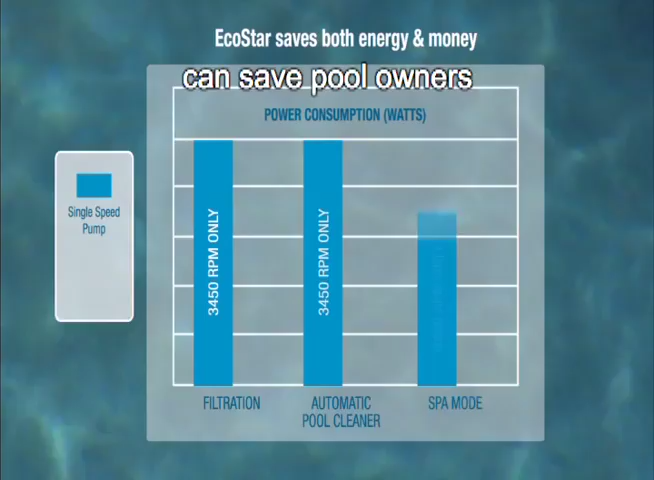 EcoStar saves both energy & money
can save pool owners
POWER CONSUMPTION (WATTS)
Single Speed
Pump
3450 RPM ONLY
3450 RPM ONLY
FILTRATION
AUTOMATIC
POOL CLEANER
SPA MODE